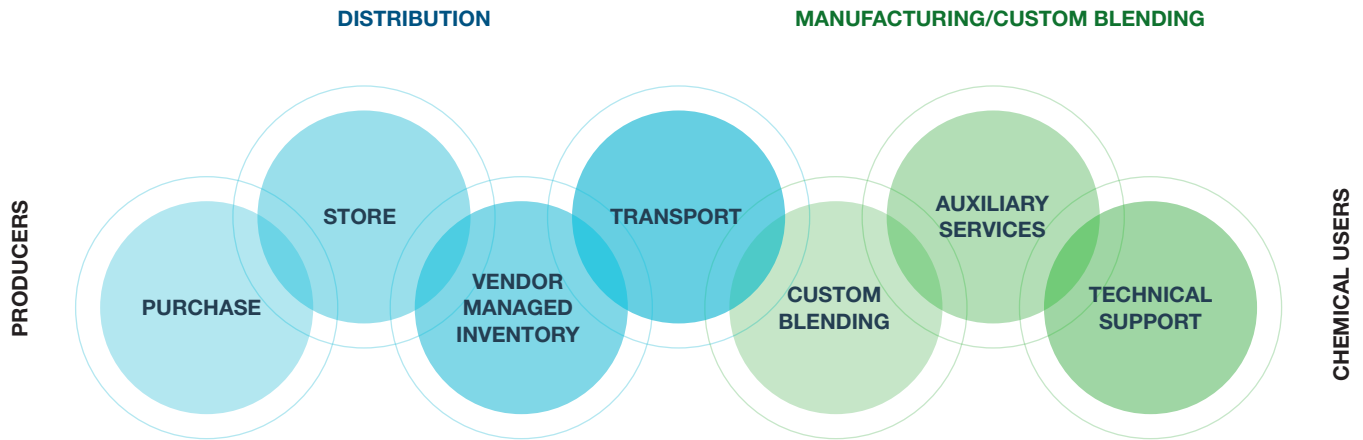 DISTRIBUTION
MANUFACTURING/CUSTOM BLENDING
PRODUCERS
PURCHASE
STORE
VENDOR
MANAGED
INVENTORY
TRANSPORT
CUSTOM
BLENDING
AUXILIARY
SERVICES
TECHNICAL
SUPPORT
CHEMICAL USERS